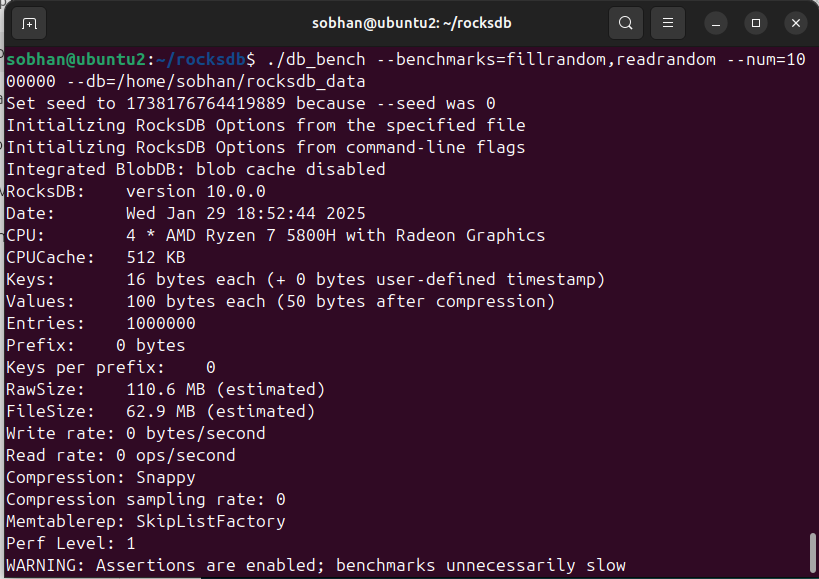 sobhan@ubuntu2: ~/rocksdb
sobhan@ubuntu2:~/rocksdb$ ./db_bench --benchmarks=fillrandom,readrandom --num=10
00000 --db=/home/sobhan/rocksdb_data
Set seed to 1738176764419889 because --seed was 0
Initializing RocksDB Options from the specified file
Initializing RocksDB Options from command-line flags
Integrated BlobDB: blob cache disabled
RocksDB:    version 10.0.0
Date:       Wed Jan 29 18:52:44 2025
CPU:        4 * AMD Ryzen 7 5800H with Radeon Graphics
CPUCache:   512 KB
Keys:       16 bytes each (+ 0 bytes user-defined timestamp)
Values:     100 bytes each (50 bytes after compression)
Entries:    1000000
Prefix:    0 bytes
Keys per prefix:    0
RawSize:    110.6 MB (estimated)
FileSize:   62.9 MB (estimated)
Write rate: 0 bytes/second
Read rate: 0 ops/second
Compression: Snappy
Compression sampling rate: 0
Memtablerep: SkipListFactory
Perf Level: 1
WARNING: Assertions are enabled; benchmarks unnecessarily slow